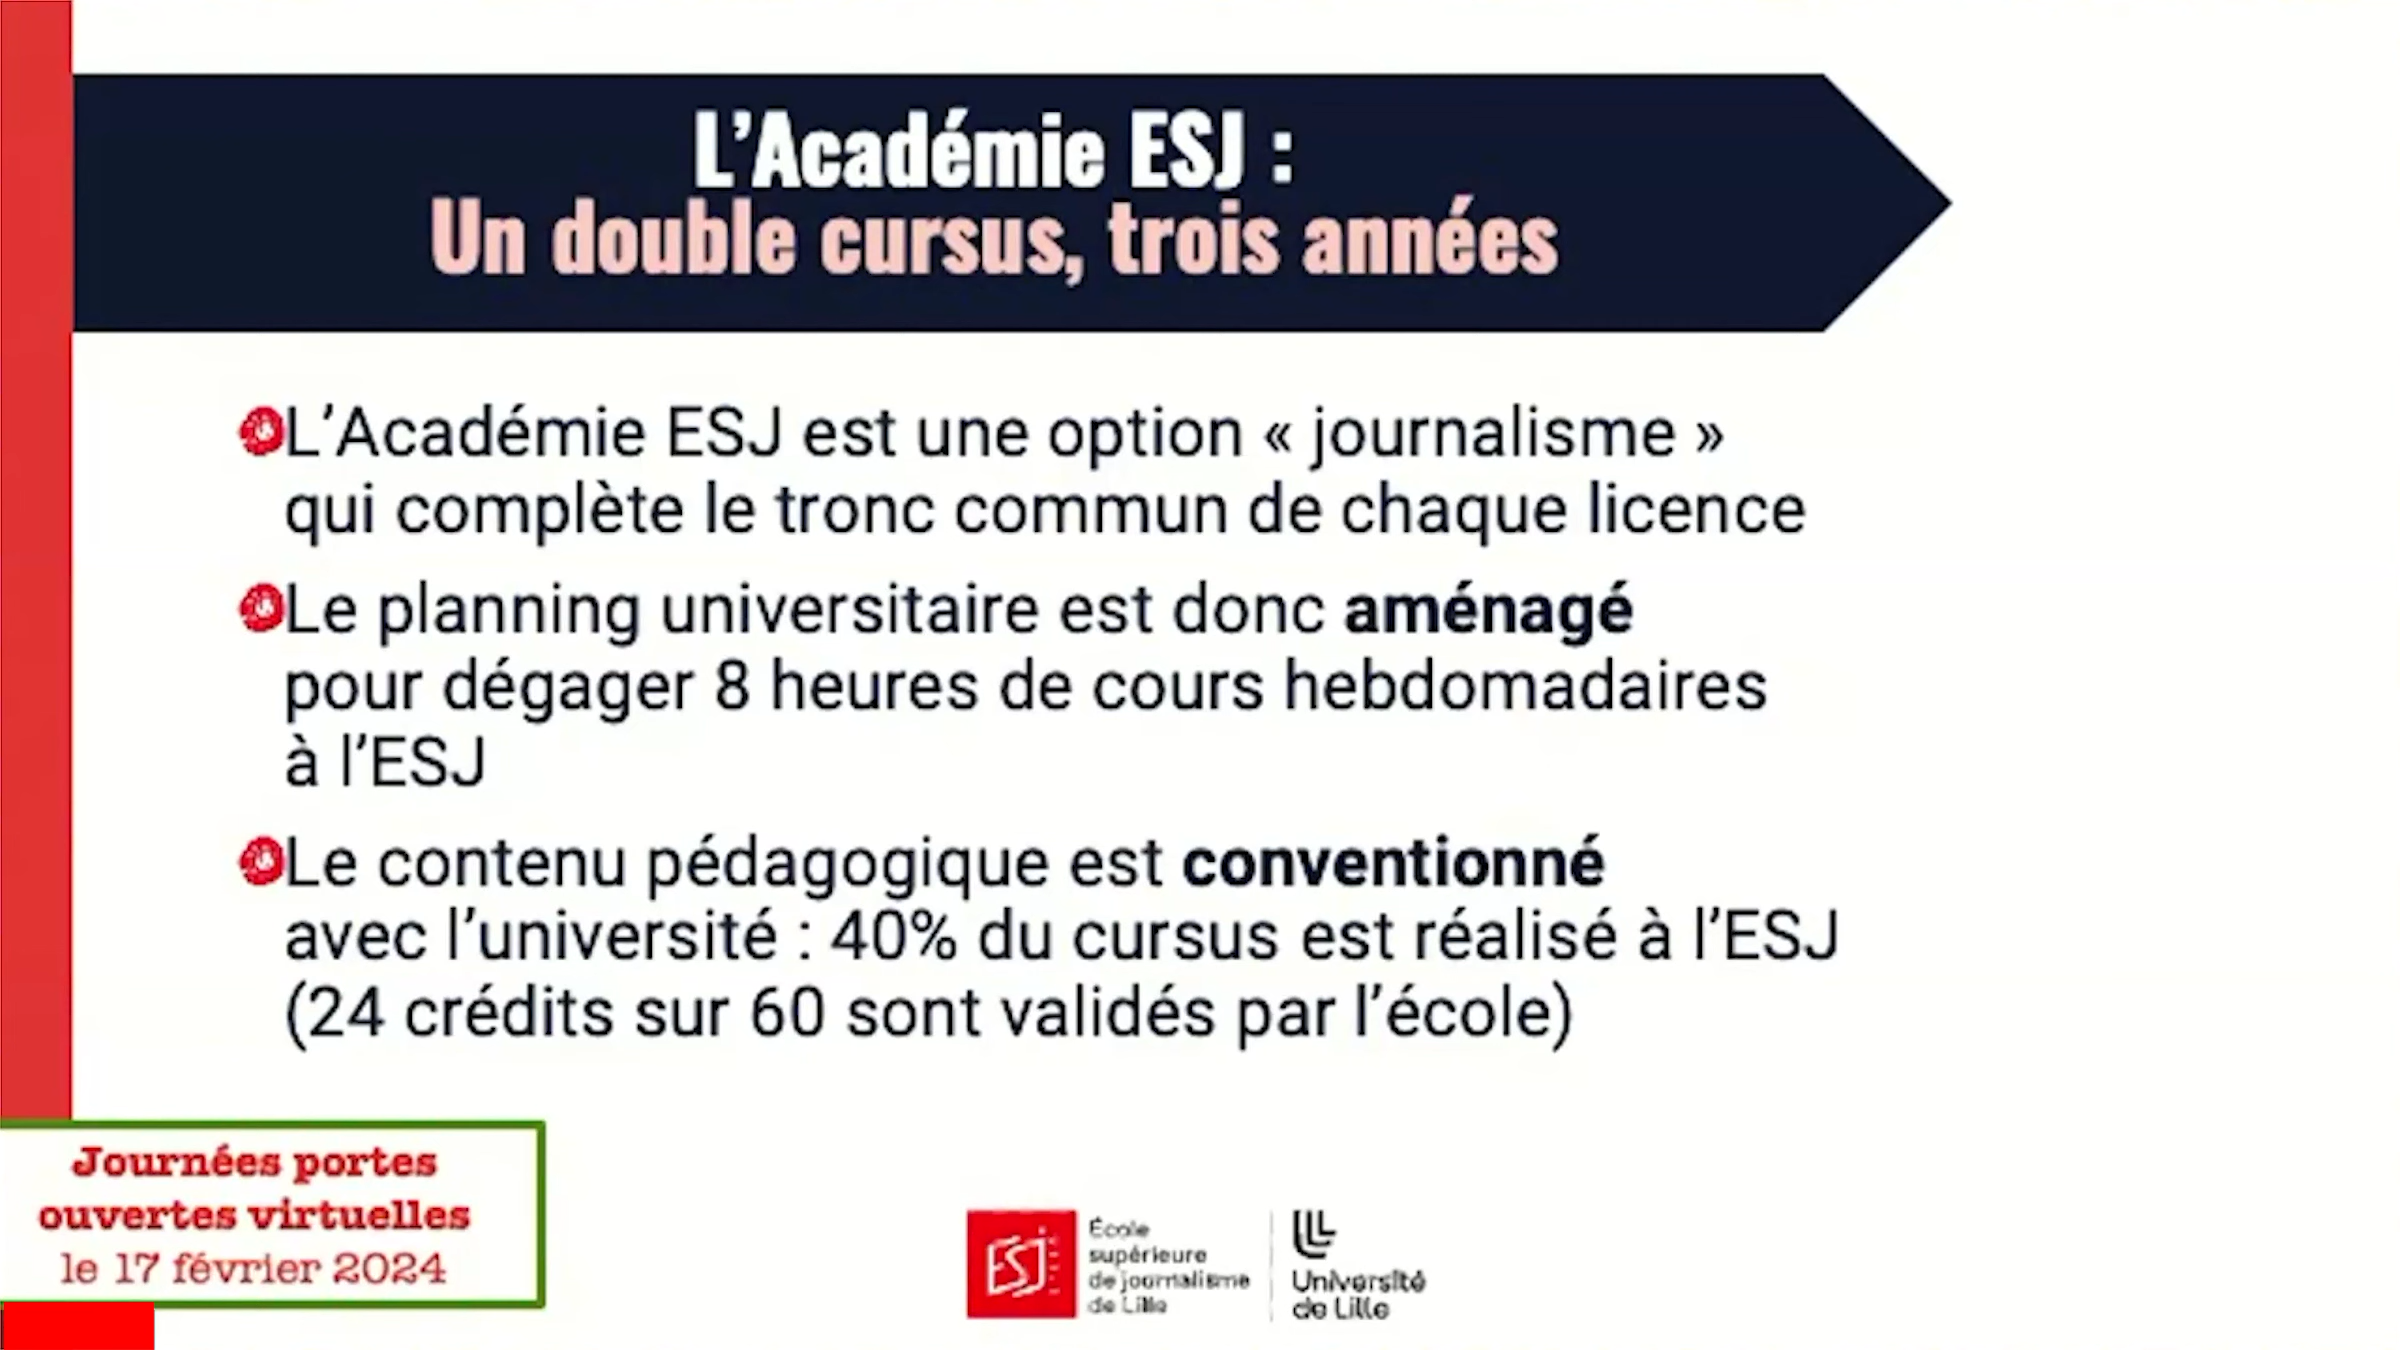 L’Académie ESJ :
Un double cursus, trois années
L’Académie ESJ est une option « journalisme »
qui complète le tronc commun de chaque licence
Le planning universitaire est donc aménagé
pour dégager 8 heures de cours hebdomadaires
à l’ESJ
Le contenu pédagogique est conventionné
avec l’université : 40% du cursus est réalisé à l’ESJ
(24 crédits sur 60 sont validés par l’école)
Journées portes
ouvertes virtuelles
le 17 février 2024
ESJ
École
supérieure
de journalisme
de Lille
Université
de Lille